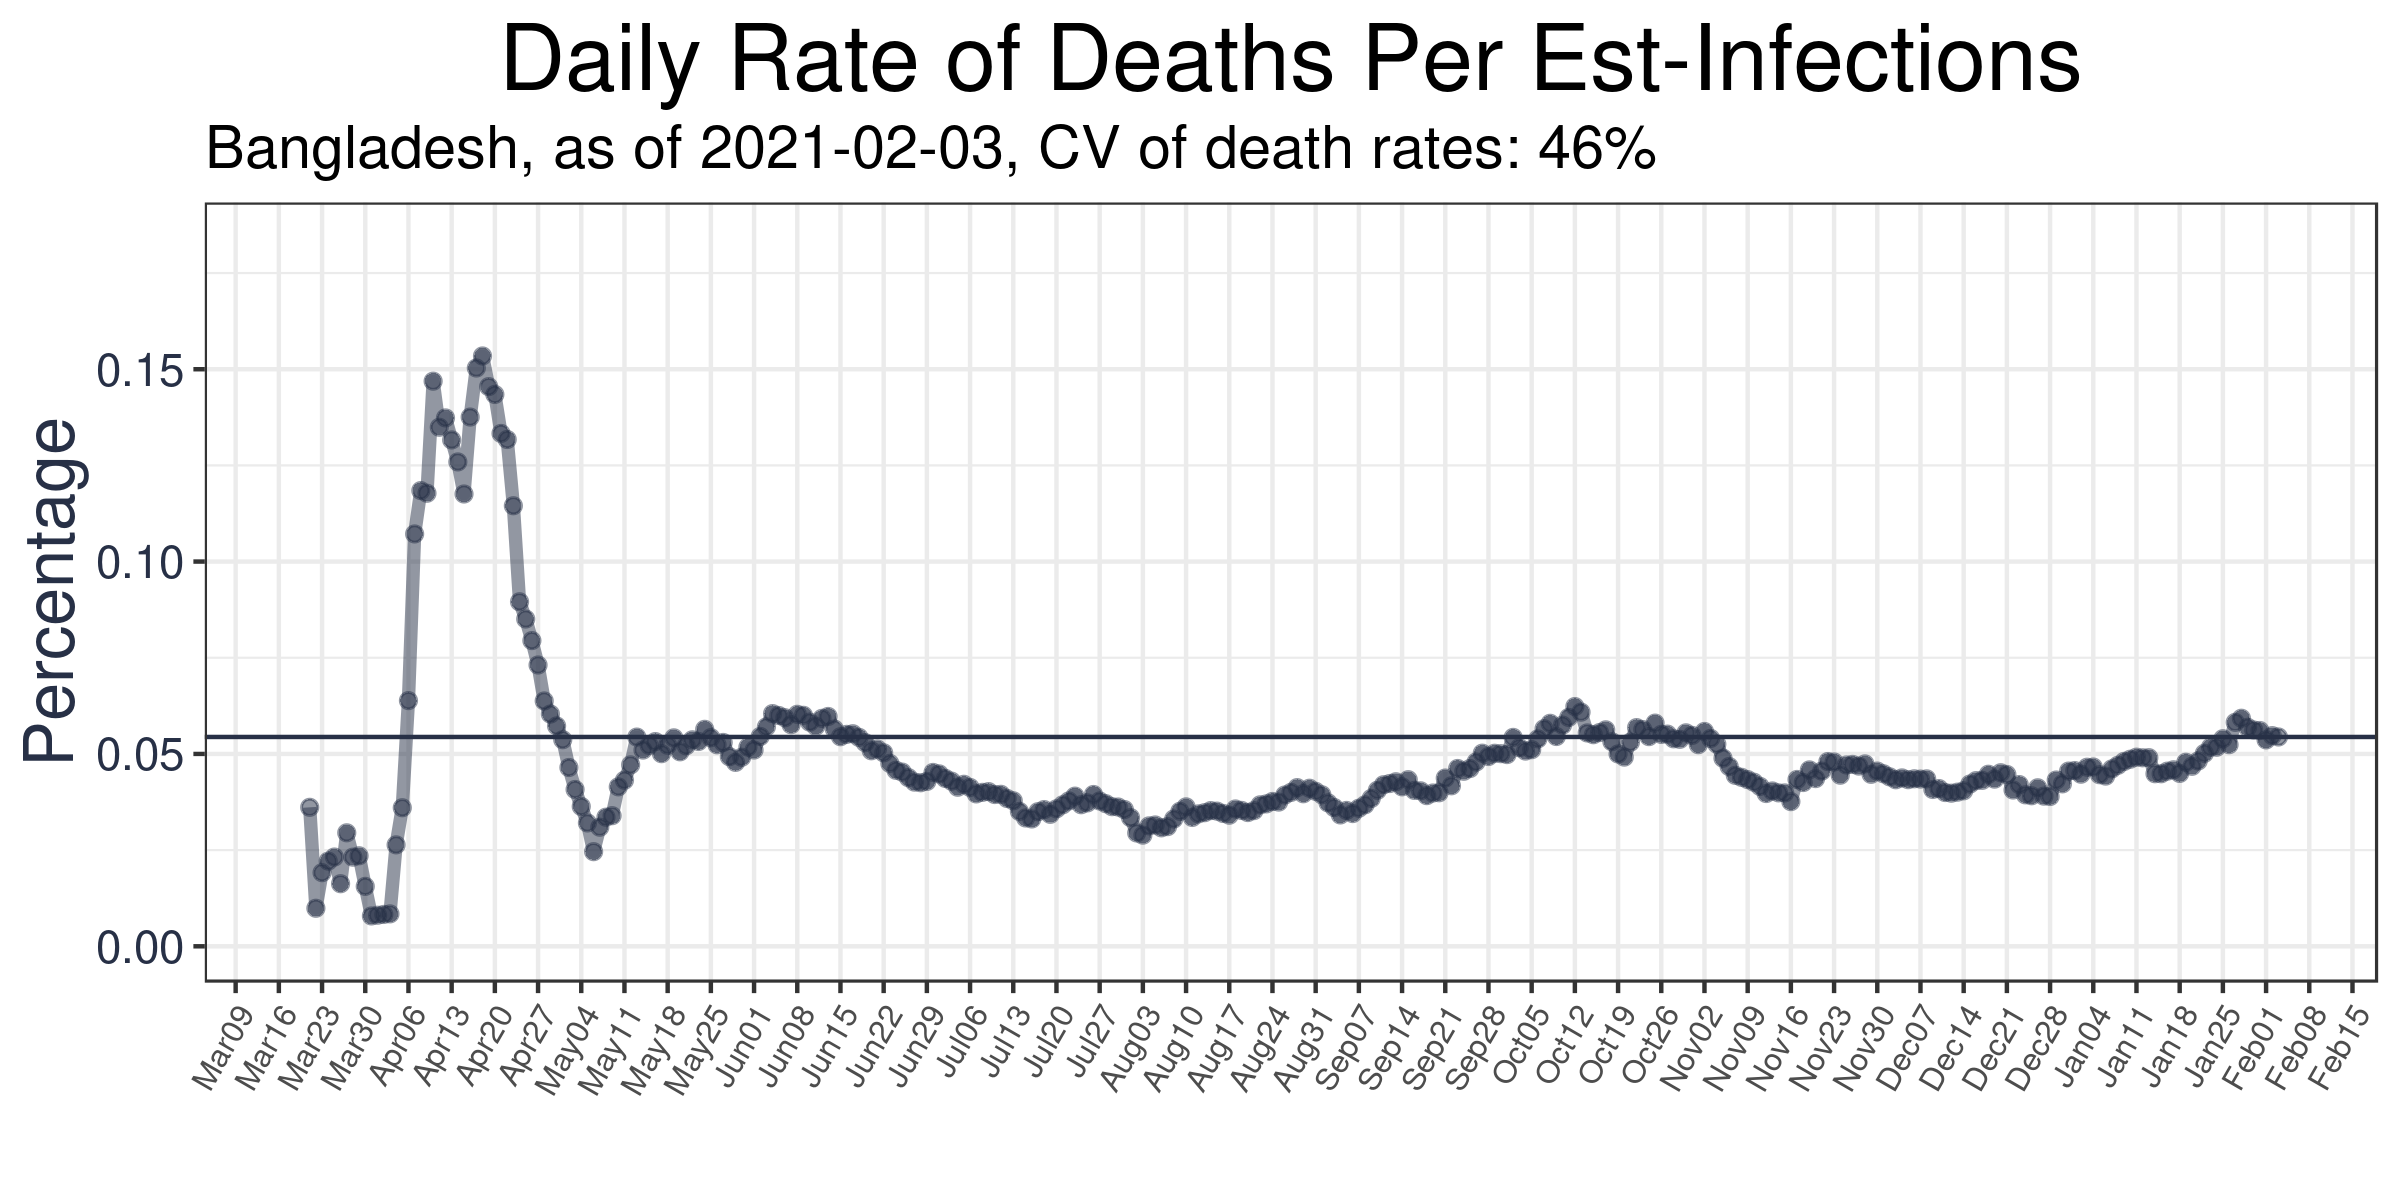 Daily Rate of Deaths Per Est-Infections
Bangladesh, as of 2021-02-03, CV of death rates: 46%
Percentage
0.15
0.10
0.05
0.00
Mar09
Mar16
Mar23
Mar30
Apr06
Apr13
Apr20
Apr27
May04
May11
May18
May25
Jun01
Jun08
Jun15
Jun22
Jun29
Jul06
Jul13
Jul20
Jul27
Aug03
Aug10
Aug17
Aug24
Aug31
Sep07
Sep14
Sep21
Sep28
Oct05
Oct12
Oct19
Oct26
Nov02
Nov09
Nov16
Nov23
Nov30
Dec07
Dec14
Dec21
Dec28
Jan04
Jan11
Jan18
Jan25
Feb01
Feb08
Feb15